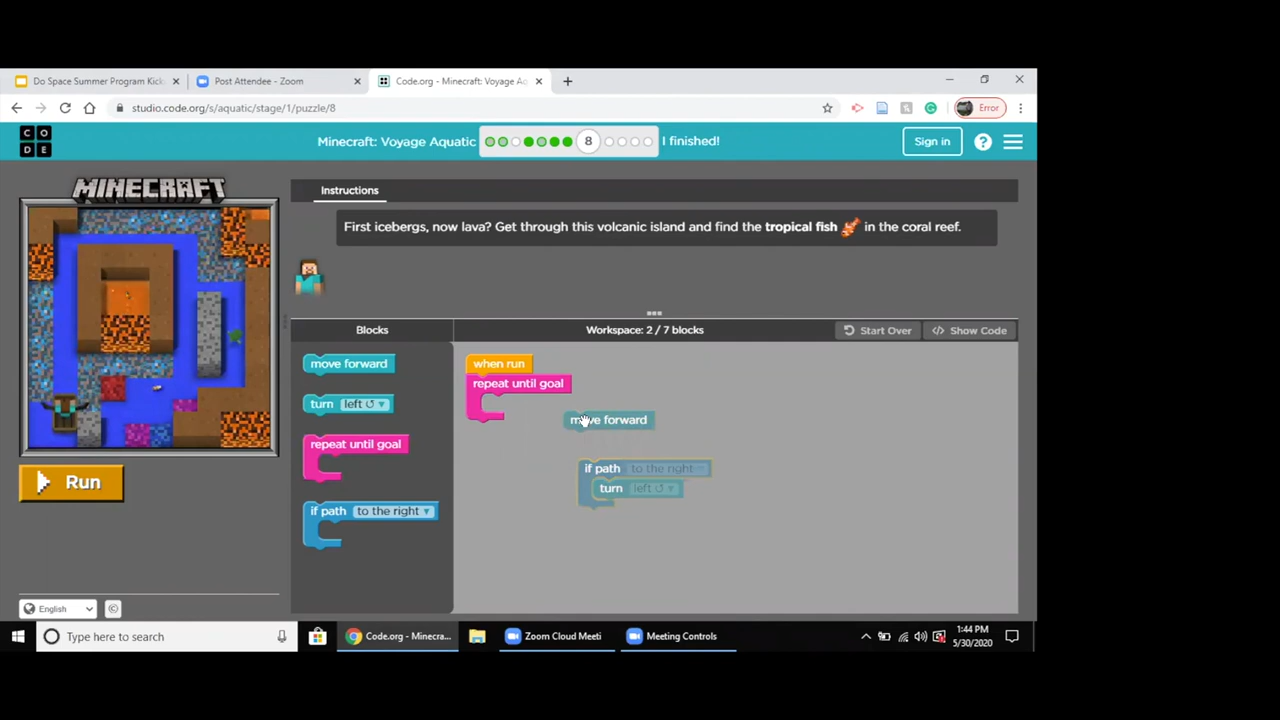 Do Space Summer Program Kick
Post Attendee - Zoom
Code.org - Minecraft: Voyage Aq
studio.code.org/s/aquatic/stage/1/puzzle/8
Error
C O
D E
Minecraft: Voyage Aquatic
8
I finished!
Sign in
?
MINECRAFT
Instructions
First icebergs, now lava? Get through this volcanic island and find the tropical fish in the coral reef.
Blocks
Workspace: 2 / 7 blocks
Start Over
</> Show Code
move forward
turn left
repeat until goal
if path to the right
when run
repeat until goal
move forward
if path to the right
turn left
Run
English
©
Type here to search
Code.org - Minecra...
Zoom Cloud Meeti
Meeting Controls
1:44 PM
5/30/2020